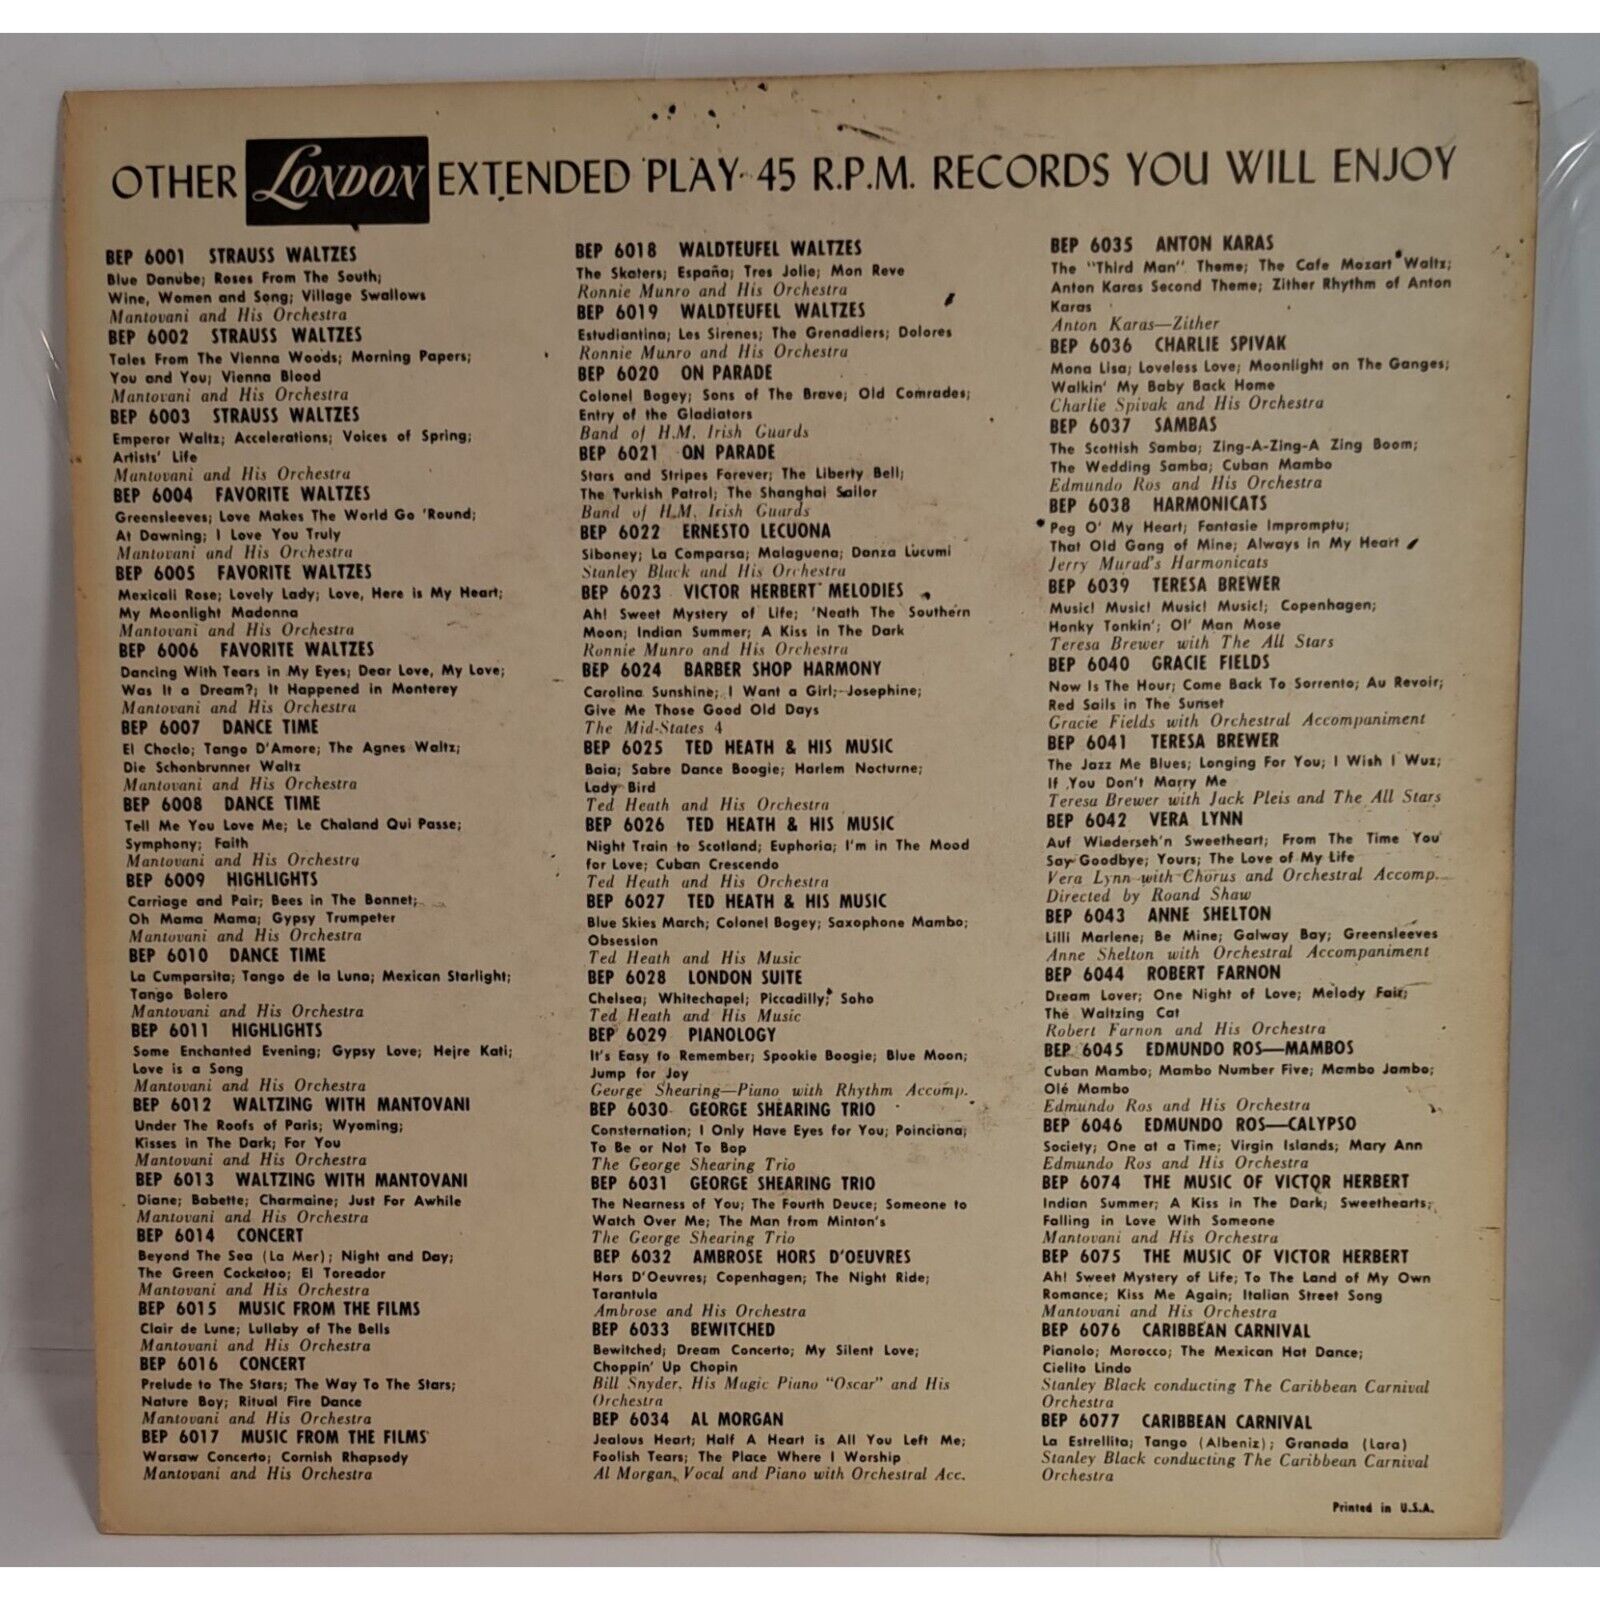 OTHER LONDON EXTENDED PLAY 45 R.P.M. RECORDS YOU WILL ENJOY
BEP 6001 STRAUSS WALTZES
Blue Danube; Roses From The South;
Wine, Women and Song; Village Swallows
Mantovani and His Orchestra
BEP 6002 STRAUSS WALTZES
Tales From The Vienna Woods; Morning Papers;
You and You; Vienna Blood
Mantovani and His Orchestra
BEP 6003 STRAUSS WALTZES
Emperor Waltz; Accelerations; Voices of Spring;
Artists' Life
Mantovani and His Orchestra
BEP 6004 FAVORITE WALTZES
Greensleeves; Love Makes The World Go 'Round;
At Dawning; I Love You Truly
Mantovani and His Orchestra
BEP 6005 FAVORITE WALTZES
Mexicali Rose; Lovely Lady; Love, Here is My Heart;
My Moonlight Madonna
Mantovani and His Orchestra
BEP 6006 FAVORITE WALTZES
Dancing With Tears in My Eyes; Dear Love, My Love;
Was It a Dream?; It Happened in Monterey
Mantovani and His Orchestra
BEP 6007 DANCE TIME
El Choclo; Tango D'Amore; The Agnes Waltz;
Die Schonbrunner Waltz
Mantovani and His Orchestra
BEP 6008 DANCE TIME
Tell Me You Love Me; Le Chaland Qui Passe;
Symphony; Faith
Mantovani and His Orchestra
BEP 6009 HIGHLIGHTS
Carriage and Pair; Bees in The Bonnet;
Oh Mama Mama; Gypsy Trumpeter
Mantovani and His Orchestra
BEP 6010 DANCE TIME
La Cumparsita; Tango de la Luna; Mexican Starlight;
Tango Bolero
Mantovani and His Orchestra
BEP 6011 HIGHLIGHTS
Some Enchanted Evening; Gypsy Love; Hejre Kati;
Love is a Song
Mantovani and His Orchestra
BEP 6012 WALTZING WITH MANTOVANI
Under The Roofs of Paris; Wyoming;
Kisses in The Dark; For You
Mantovani and His Orchestra
BEP 6013 WALTZING WITH MANTOVANI
Diane; Babette; Charmaine; Just For Awhile
Mantovani and His Orchestra
BEP 6014 CONCERT
Beyond The Sea (La Mer); Night and Day;
The Green Cockatoo; El Toreador
Mantovani and His Orchestra
BEP 6015 MUSIC FROM THE FILMS
Clair de Lune; Lullaby of The Bells
Mantovani and His Orchestra
BEP 6016 CONCERT
Prelude to The Stars; The Way To The Stars;
Nature Boy; Ritual Fire Dance
Mantovani and His Orchestra
BEP 6017 MUSIC FROM THE FILMS
Warsaw Concerto; Cornish Rhapsody
Mantovani and His Orchestra
BEP 6018 WALDTEUFEL WALTZES
The Skaters; España; Tres Jolie; Mon Reve
Ronnie Munro and His Orchestra
BEP 6019 WALDTEUFEL WALTZES
Estudiantina; Les Sirenes; The Grenadiers; Dolores
Ronnie Munro and His Orchestra
BEP 6020 ON PARADE
Colonel Bogey; Sons of The Brave; Old Comrades;
Entry of the Gladiators
Band of H.M. Irish Guards
BEP 6021 ON PARADE
Stars and Stripes Forever; The Liberty Bell;
The Turkish Patrol; The Shanghai Sailor
Band of H.M. Irish Guards
BEP 6022 ERNESTO LECUONA
Siboney; La Comparsa; Malaguena; Danza Lucumi
Stanley Black and His Orchestra
BEP 6023 VICTOR HERBERT MELODIES
Ah! Sweet Mystery of Life; 'Neath The Southern
Moon; Indian Summer; A Kiss in The Dark
Ronnie Munro and His Orchestra
BEP 6024 BARBER SHOP HARMONY
Carolina Sunshine; I Want a Girl; Josephine;
Give Me Those Good Old Days
The Mid-States 4
BEP 6025 TED HEATH & HIS MUSIC
Baia; Sabre Dance Boogie; Harlem Nocturne;
Lady Bird
Ted Heath and His Orchestra
BEP 6026 TED HEATH & HIS MUSIC
Night Train to Scotland; Euphoria; I'm in The Mood
for Love; Cuban Crescendo
Ted Heath and His Orchestra
BEP 6027 TED HEATH & HIS MUSIC
Blue Skies March; Colonel Bogey; Saxophone Mambo;
Obsession
Ted Heath and His Music
BEP 6028 LONDON SUITE
Chelsea; Whitechapel; Piccadilly; Soho
Ted Heath and His Music
BEP 6029 PIANOLOGY
It's Easy to Remember; Spookie Boogie; Blue Moon;
Jump for Joy
George Shearing—Piano with Rhythm Accomp.
BEP 6030 GEORGE SHEARING TRIO
Consternation; I Only Have Eyes for You; Poinciana;
To Be or Not To Bop
The George Shearing Trio
BEP 6031 GEORGE SHEARING TRIO
The Nearness of You; The Fourth Deuce; Someone to
Watch Over Me; The Man from Minton's
The George Shearing Trio
BEP 6032 AMBROSE HORS D'OEUVRES
Hors D'Oeuvres; Copenhagen; The Night Ride;
Tarantula
Ambrose and His Orchestra
BEP 6033 BEWITCHED
Bewitched; Dream Concerto; My Silent Love;
Choppin' Up Chopin
Bill Snyder, His Magic Piano "Oscar" and His
Orchestra
BEP 6034 AL MORGAN
Jealous Heart; Half A Heart is All You Left Me;
Foolish Tears; The Place Where I Worship
Al Morgan, Vocal and Piano with Orchestral Acc.
BEP 6035 ANTON KARAS
The "Third Man" Theme; The Cafe Mozart Waltz;
Anton Karas Second Theme; Zither Rhythm of Anton
Karas
Anton Karas—Zither
BEP 6036 CHARLIE SPIVAK
Mona Lisa; Loveless Love; Moonlight on The Ganges;
Walkin' My Baby Back Home
Charlie Spivak and His Orchestra
BEP 6037 SAMBAS
The Scottish Samba; Zing-A-Zing-A Zing Boom;
The Wedding Samba; Cuban Mambo
Edmundo Ros and His Orchestra
BEP 6038 HARMONICATS
Peg O' My Heart; Fantasie Impromptu;
That Old Gang of Mine; Always in My Heart
Jerry Murad's Harmonicats
BEP 6039 TERESA BREWER
Music! Music! Music! Music!; Copenhagen;
Honky Tonkin'; Ol' Man Mose
Teresa Brewer with The All Stars
BEP 6040 GRACIE FIELDS
Now Is The Hour; Come Back To Sorrento; Au Revoir;
Red Sails in The Sunset
Gracie Fields with Orchestral Accompaniment
BEP 6041 TERESA BREWER
The Jazz Me Blues; Longing For You; I Wish I Wuz;
If You Don't Marry Me
Teresa Brewer with Jack Pleis and The All Stars
BEP 6042 VERA LYNN
Auf Wiederseh'n Sweetheart; From The Time You
Say Goodbye; Yours; The Love of My Life
Vera Lynn with Chorus and Orchestral Accomp.
Directed by Roand Shaw
BEP 6043 ANNE SHELTON
Lilli Marlene; Be Mine; Galway Bay; Greensleeves
Anne Shelton with Orchestral Accompaniment
BEP 6044 ROBERT FARNON
Dream Lover; One Night of Love; Melody Fair;
The Waltzing Cat
Robert Farnon and His Orchestra
BEP 6045 EDMUNDO ROS—MAMBOS
Cuban Mambo; Mambo Number Five; Mambo Jambo;
Olé Mambo
Edmundo Ros and His Orchestra
BEP 6046 EDMUNDO ROS—CALYPSO
Society; One at a Time; Virgin Islands; Mary Ann
Edmundo Ros and His Orchestra
BEP 6074 THE MUSIC OF VICTOR HERBERT
Indian Summer; A Kiss in The Dark; Sweethearts;
Falling in Love With Someone
Mantovani and His Orchestra
BEP 6075 THE MUSIC OF VICTOR HERBERT
Ah! Sweet Mystery of Life; To The Land of My Own
Romance; Kiss Me Again; Italian Street Song
Mantovani and His Orchestra
BEP 6076 CARIBBEAN CARNIVAL
Pianolo; Morocco; The Mexican Hat Dance;
Cielito Lindo
Stanley Black conducting The Caribbean Carnival
Orchestra
BEP 6077 CARIBBEAN CARNIVAL
La Estrellita; Tango (Albeniz); Granada (Lara)
Stanley Black conducting The Caribbean Carnival
Orchestra
Printed in U.S.A.